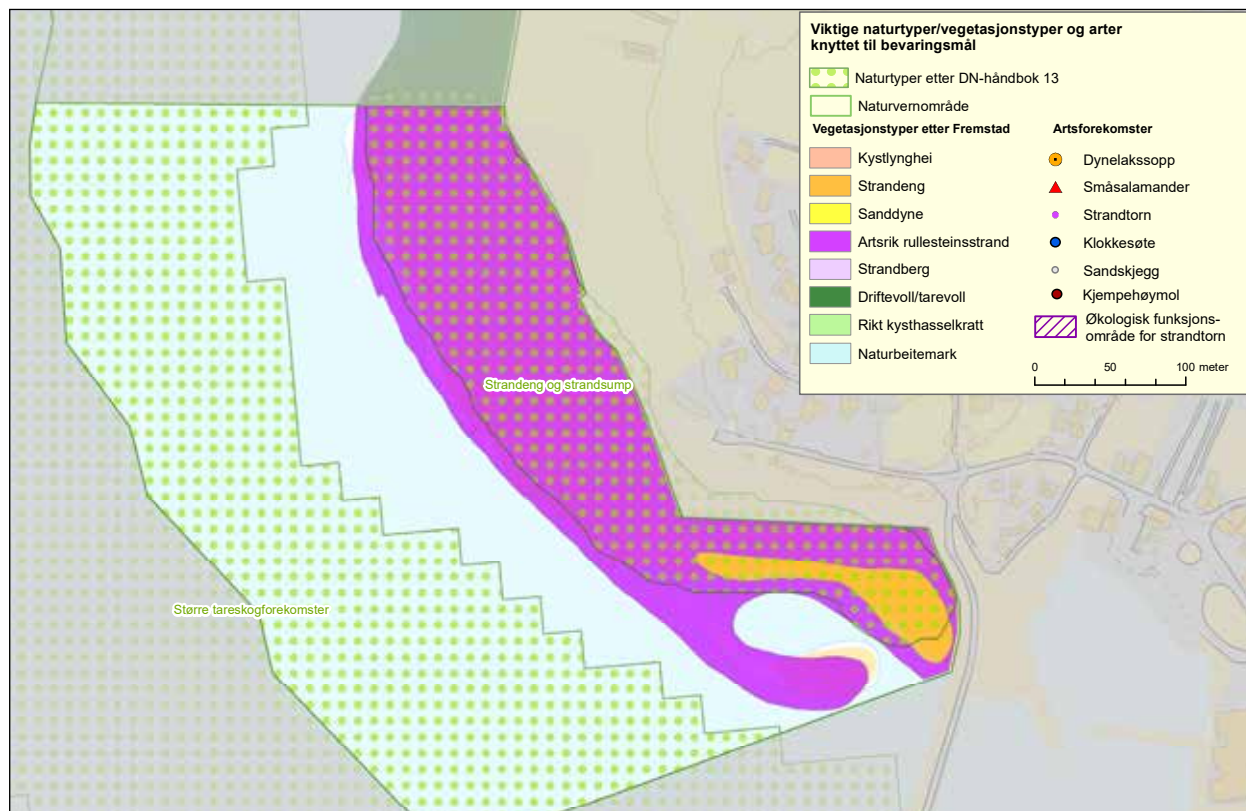 Viktige naturtyper/vegetasjonstyper og arter
knyttet til bevaringsmål
Naturtyper etter DN-håndbok 13
Naturvernområde
Vegetasjonstyper etter Fremstad
Kystlynghei
Strandeng
Sanddyne
Artsrik rullesteinsstrand
Strandberg
Driftevoll/tarevoll
Rikt kysthasselkratt
Naturbeitemark
Artsforekomster
Dynelakssopp
Småsalamander
Strandtorn
Klokkesøte
Sandskjegg
Kjempehøymol
Økologisk funksjons-
område for strandtorn
0 50 100 meter
Strandeng og strandsump
Større tareskogforekomster